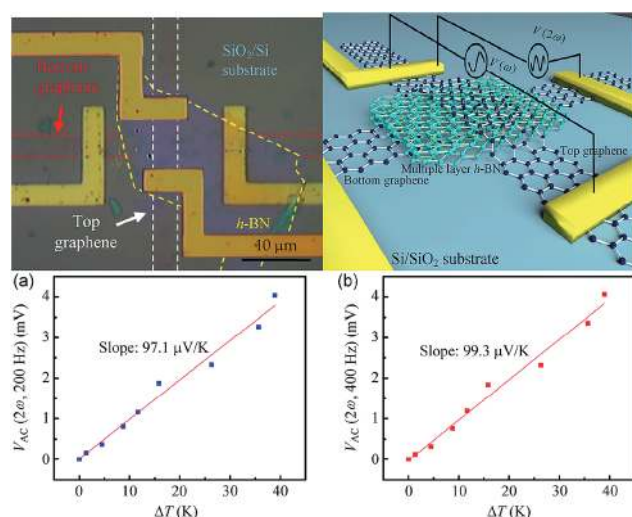 Bottom
graphene
SiO₂/Si
substrate
Top
graphene
h-BN
40 μm
V(2ω)
V(ω)
Top graphene
Multiple layer h-BN
Bottom graphene
Si/SiO₂ substrate
(a)
Slope: 97.1 μV/K
V_AC (2ω, 200 Hz) (mV)
4
3
2
1
0
0 10 20 30 40
ΔT (K)
(b)
Slope: 99.3 μV/K
V_AC (2ω, 400 Hz) (mV)
4
3
2
1
0
0 10 20 30 40
ΔT (K)